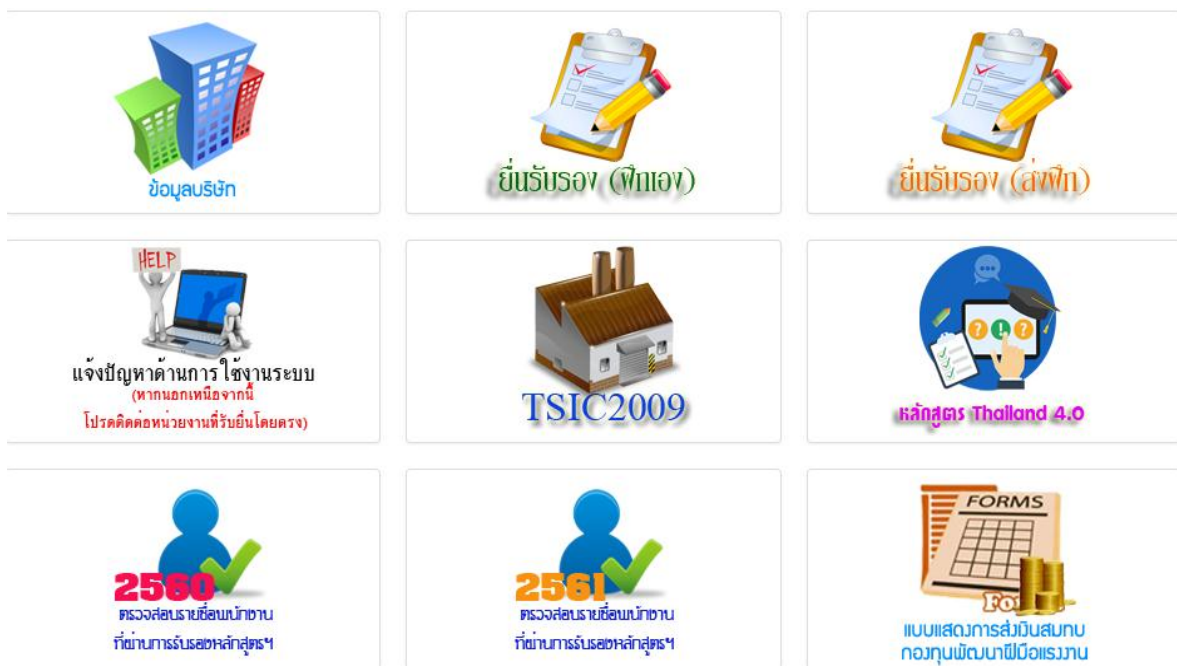 ข้อมูลบริษัท
ยื่นรับรอง (ฝึกเอง)
ยื่นรับรอง (ส่งฝึก)
HELP
แจ้งปัญหาด้านการใช้งานระบบ
(หากนอกเหนือจากนี้
โปรดติดต่อหน่วยงานที่รับยื่นโดยตรง)
TSIC2009
หลักสูตร Thailand 4.0
2560
ตรวจสอบรายชื่อพนักงาน
ที่ผ่านการรับรองหลักสูตรฯ
2561
ตรวจสอบรายชื่อพนักงาน
ที่ผ่านการรับรองหลักสูตรฯ
FORMS
แบบแสดงการส่งเงินสมทบ
กองทุนพัฒนาฝีมือแรงงาน